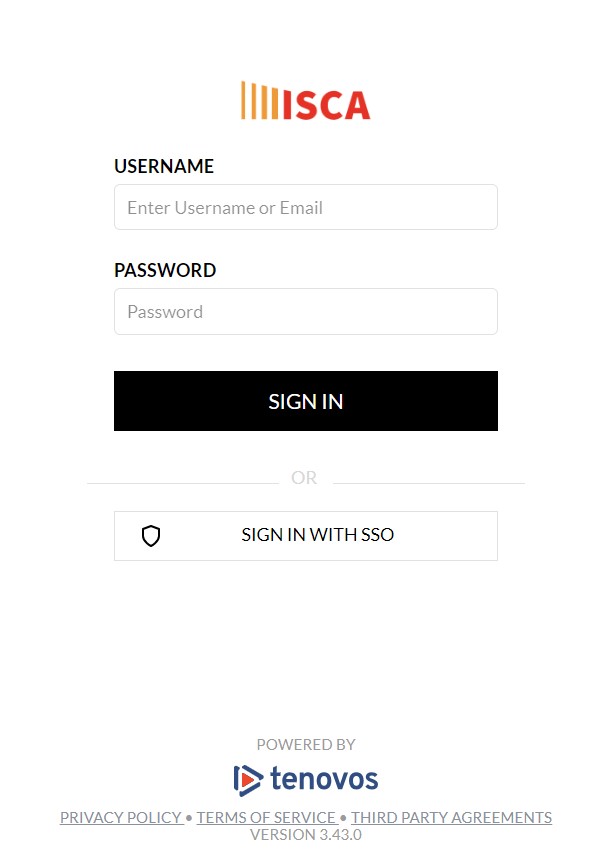 ISCA
USERNAME
Enter Username or Email
PASSWORD
Password
SIGN IN
OR
SIGN IN WITH SSO
POWERED BY
tenovos
PRIVACY POLICY • TERMS OF SERVICE • THIRD PARTY AGREEMENTS
VERSION 3.43.0